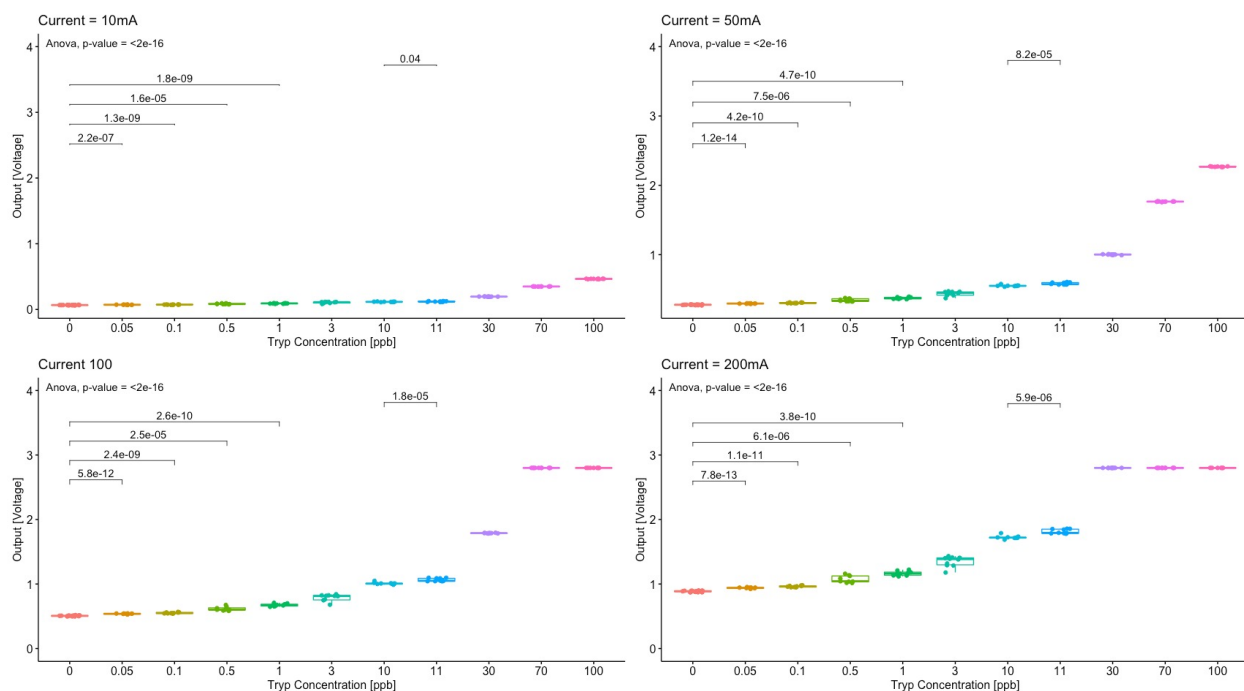 Current = 10mA
Anova, p-value = <2e-16
4
3
2
1
0
Output [Voltage]
0.04
1.8e-09
1.6e-05
1.3e-09
2.2e-07
0 0.05 0.1 0.5 1 3 10 11 30 70 100
Tryp Concentration [ppb]
Current = 50mA
Anova, p-value = <2e-16
4
3
2
1
Output [Voltage]
8.2e-05
4.7e-10
7.5e-06
4.2e-10
1.2e-14
0 0.05 0.1 0.5 1 3 10 11 30 70 100
Tryp Concentration [ppb]
Current 100
Anova, p-value = <2e-16
4
3
2
1
0
Output [Voltage]
1.8e-05
2.6e-10
2.5e-05
2.4e-09
5.8e-12
0 0.05 0.1 0.5 1 3 10 11 30 70 100
Tryp Concentration [ppb]
Current = 200mA
Anova, p-value = <2e-16
4
3
2
1
0
Output [Voltage]
5.9e-06
3.8e-10
6.1e-06
1.1e-11
7.8e-13
0 0.05 0.1 0.5 1 3 10 11 30 70 100
Tryp Concentration [ppb]